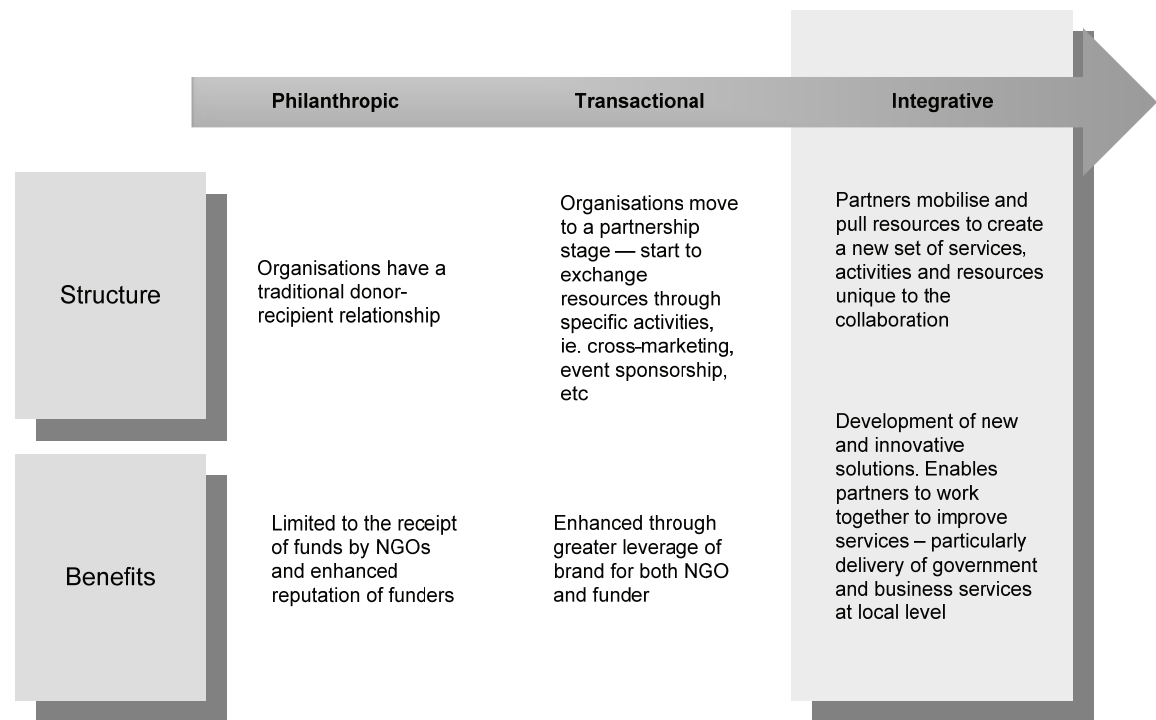 Philanthropic
Transactional
Integrative
Structure
Organisations have a
traditional donor-
recipient relationship
Organisations move
to a partnership
stage — start to
exchange
resources through
specific activities,
ie. cross-marketing,
event sponsorship,
etc
Partners mobilise and
pull resources to create
a new set of services,
activities and resources
unique to the
collaboration
Benefits
Limited to the receipt
of funds by NGOs
and enhanced
reputation of funders
Enhanced through
greater leverage of
brand for both NGO
and funder
Development of new
and innovative
solutions. Enables
partners to work
together to improve
services – particularly
delivery of government
and business services
at local level